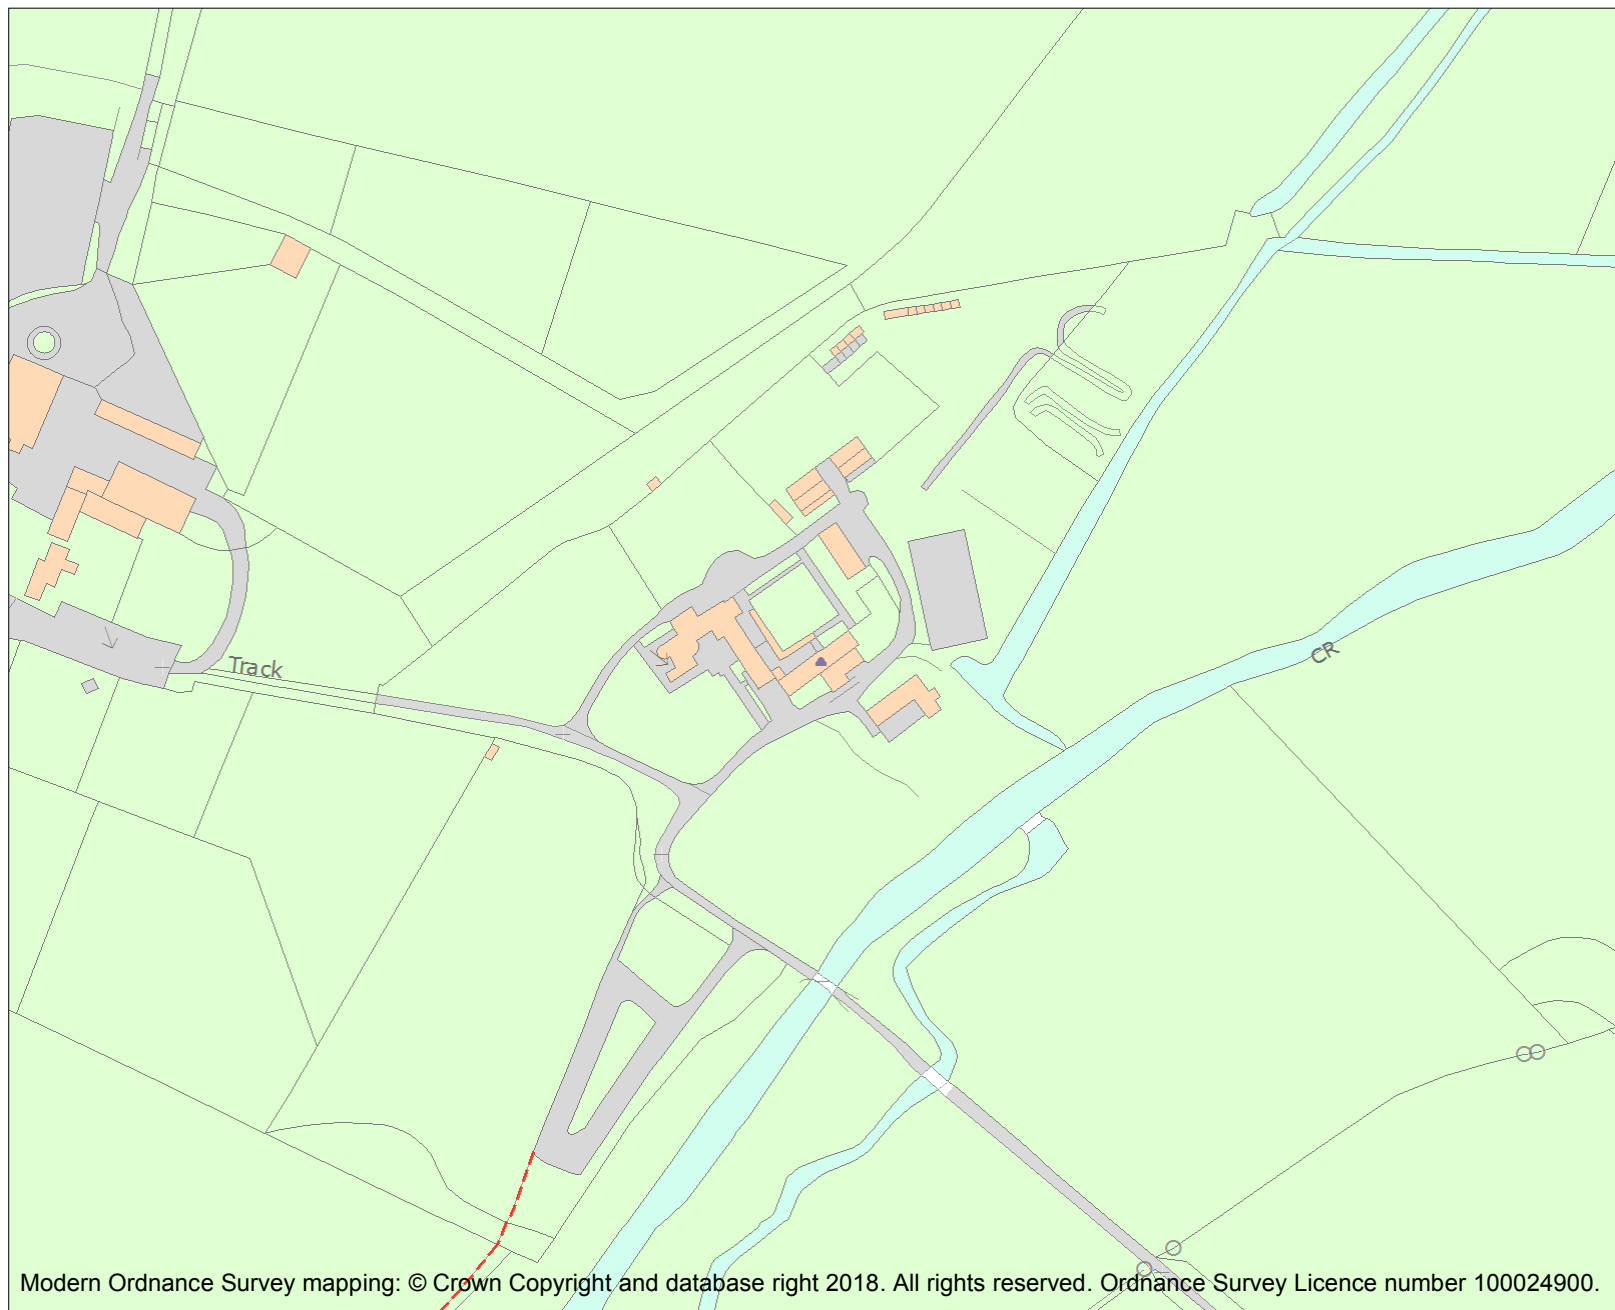 Track
CR
Modern Ordnance Survey mapping: © Crown Copyright and database right 2018. All rights reserved. Ordnance Survey Licence number 100024900.